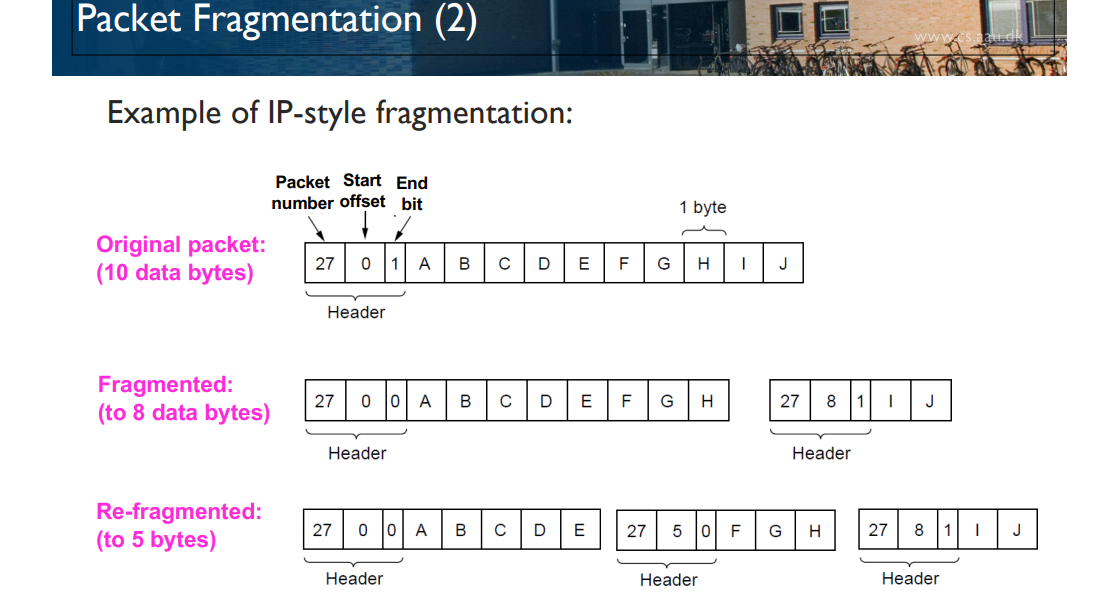 Packet Fragmentation (2)
www.cs.aau.dk
Example of IP-style fragmentation:
Packet number
Start offset
End bit
1 byte
Original packet:
(10 data bytes)
27 0 1 A B C D E F G H I J
Header
Fragmented:
(to 8 data bytes)
27 0 0 A B C D E F G H
27 8 1 I J
Header
Header
Re-fragmented:
(to 5 bytes)
27 0 0 A B C D E
27 5 0 F G H
27 8 1 I J
Header
Header
Header